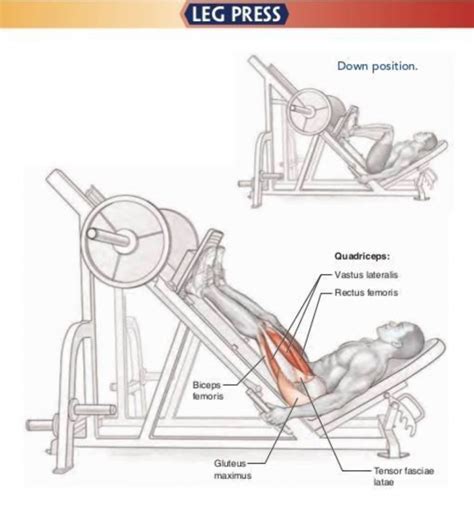 LEG PRESS
Down position.
Quadriceps:
Vastus lateralis
Rectus femoris
Biceps
femoris
Gluteus
maximus
Tensor fasciae
latae